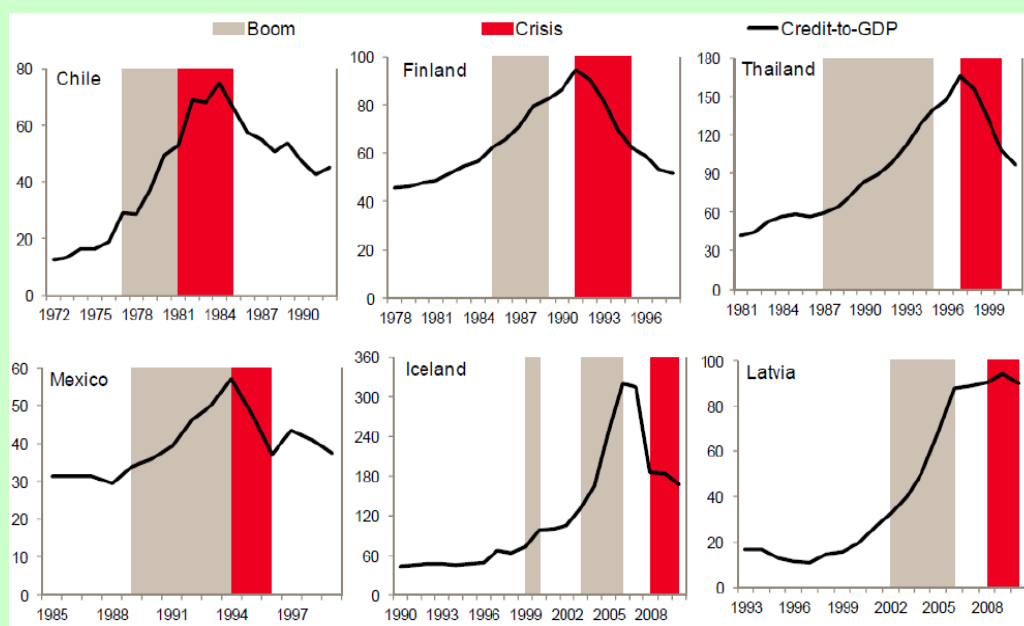 Boom Crisis Credit-to-GDP
Chile
80
60
40
20
0
1972 1975 1978 1981 1984 1987 1990
Finland
100
80
60
40
20
0
1978 1981 1984 1987 1990 1993 1996
Thailand
180
150
120
90
60
30
0
1981 1984 1987 1990 1993 1996 1999
Mexico
60
50
40
30
20
10
0
1985 1988 1991 1994 1997
Iceland
360
300
240
180
120
60
0
1990 1993 1996 1999 2002 2005 2008
Latvia
100
80
60
40
20
0
1993 1996 1999 2002 2005 2008